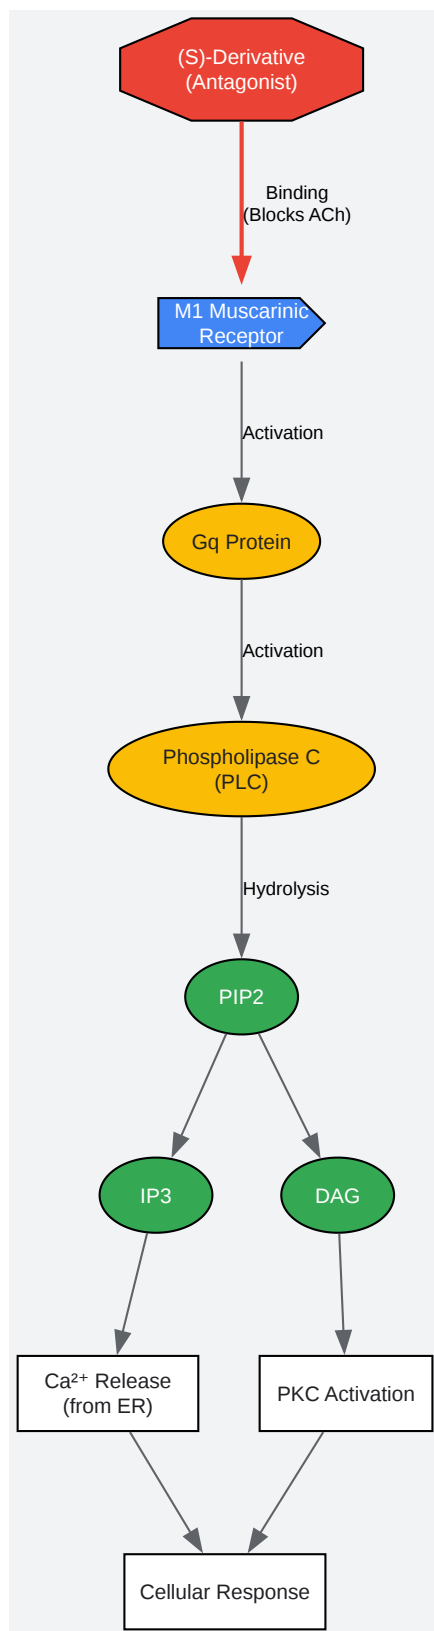 (S)-Derivative
(Antagonist)
Binding
(Blocks ACh)
M1 Muscarinic
Receptor
Activation
Gq Protein
Activation
Phospholipase C
(PLC)
Hydrolysis
PIP2
IP3
DAG
Ca²⁺ Release
(from ER)
PKC Activation
Cellular Response